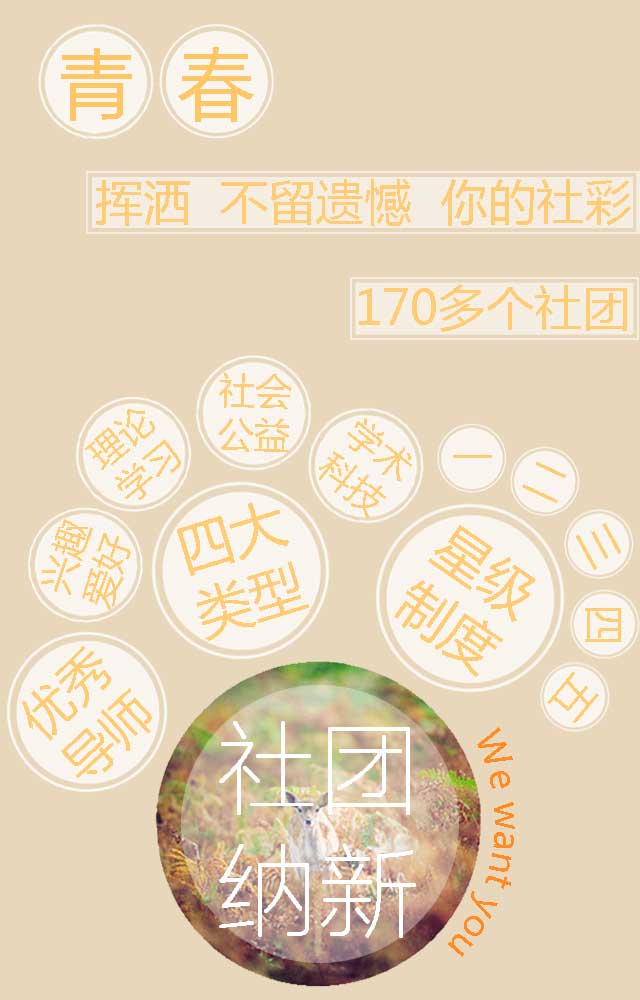 青春
挥洒 不留遗憾 你的社彩
170多个社团
社会
公益
理论
学习
学术
科技
兴趣
爱好
四大
类型
一
二
三
四
五
星级
制度
优秀
导师
社团
纳新
We want you